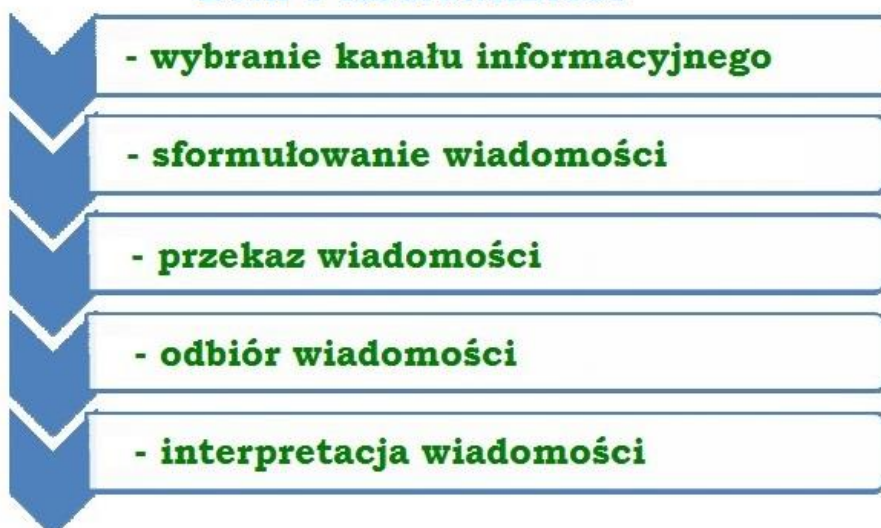 - wybranie kanału informacyjnego
- sformułowanie wiadomości
- przekaz wiadomości
- odbiór wiadomości
- interpretacja wiadomości